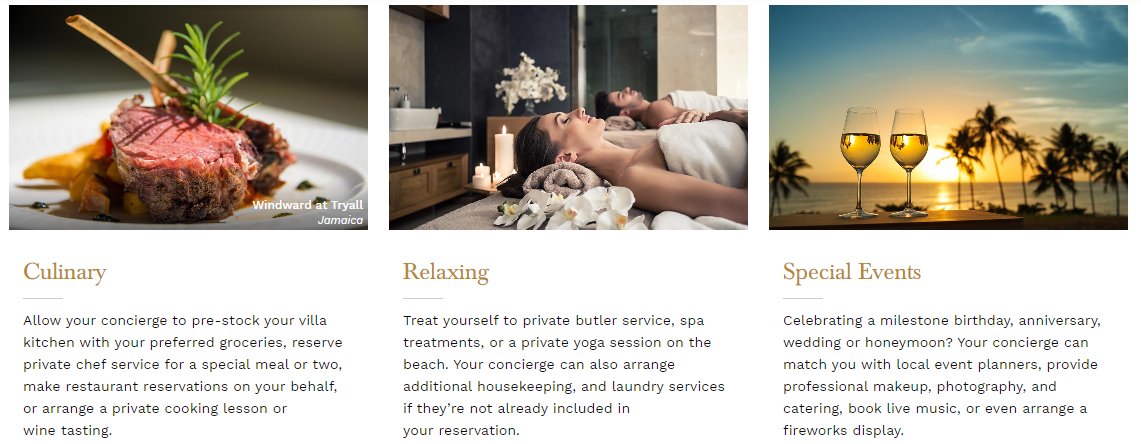 Windward at Tryall
Jamaica
Culinary
Allow your concierge to pre-stock your villa
kitchen with your preferred groceries, reserve
private chef service for a special meal or two,
make restaurant reservations on your behalf,
or arrange a private cooking lesson or
wine tasting.
Relaxing
Treat yourself to private butler service, spa
treatments, or a private yoga session on the
beach. Your concierge can also arrange
additional housekeeping, and laundry services
if they’re not already included in
your reservation.
Special Events
Celebrating a milestone birthday, anniversary,
wedding or honeymoon? Your concierge can
match you with local event planners, provide
professional makeup, photography, and
catering, book live music, or even arrange a
fireworks display.